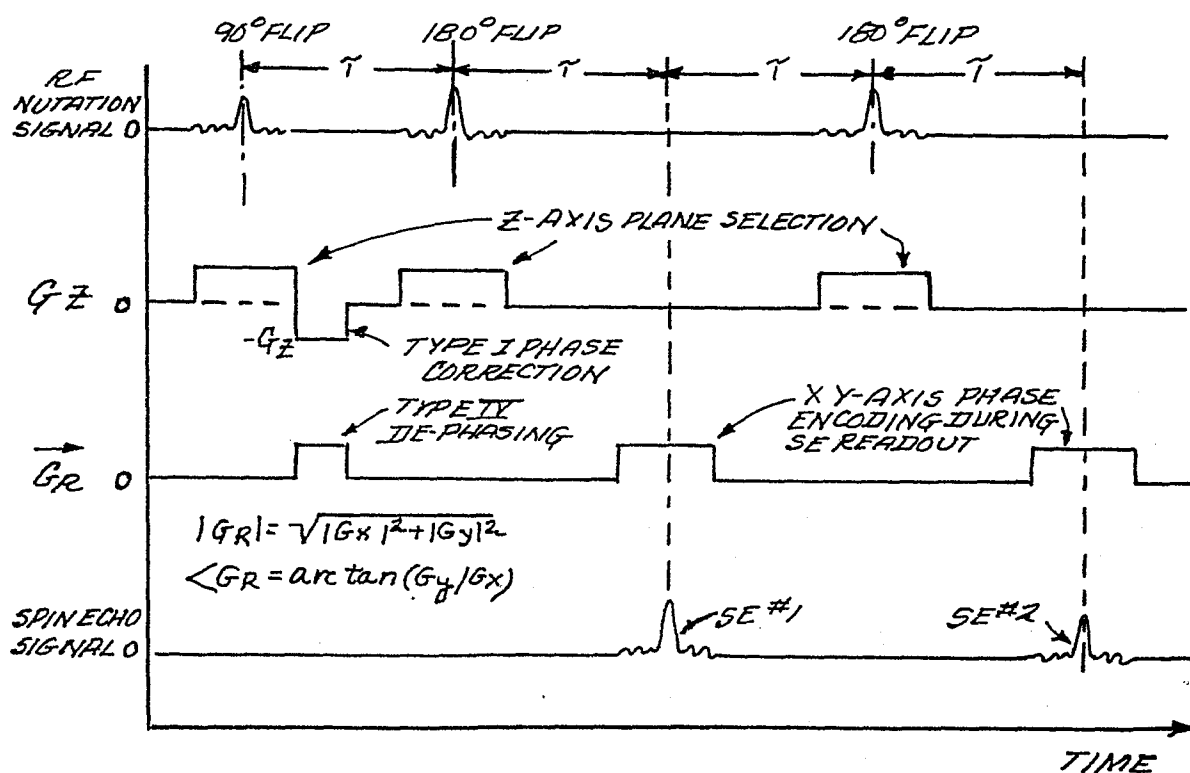 90° FLIP
180° FLIP
180° FLIP
τ
τ
τ
τ
RF
NUTATION
SIGNAL 0
Z-AXIS PLANE SELECTION
GZ 0
-GZ
TYPE I PHASE
CORRECTION
TYPE IV
DE-PHASING
XY-AXIS PHASE
ENCODING DURING
SE READOUT
GR 0
|GR| = √|Gx|²+|Gy|²
<GR = arc tan (Gy/Gx)
SPIN ECHO
SIGNAL 0
SE #1
SE #2
TIME